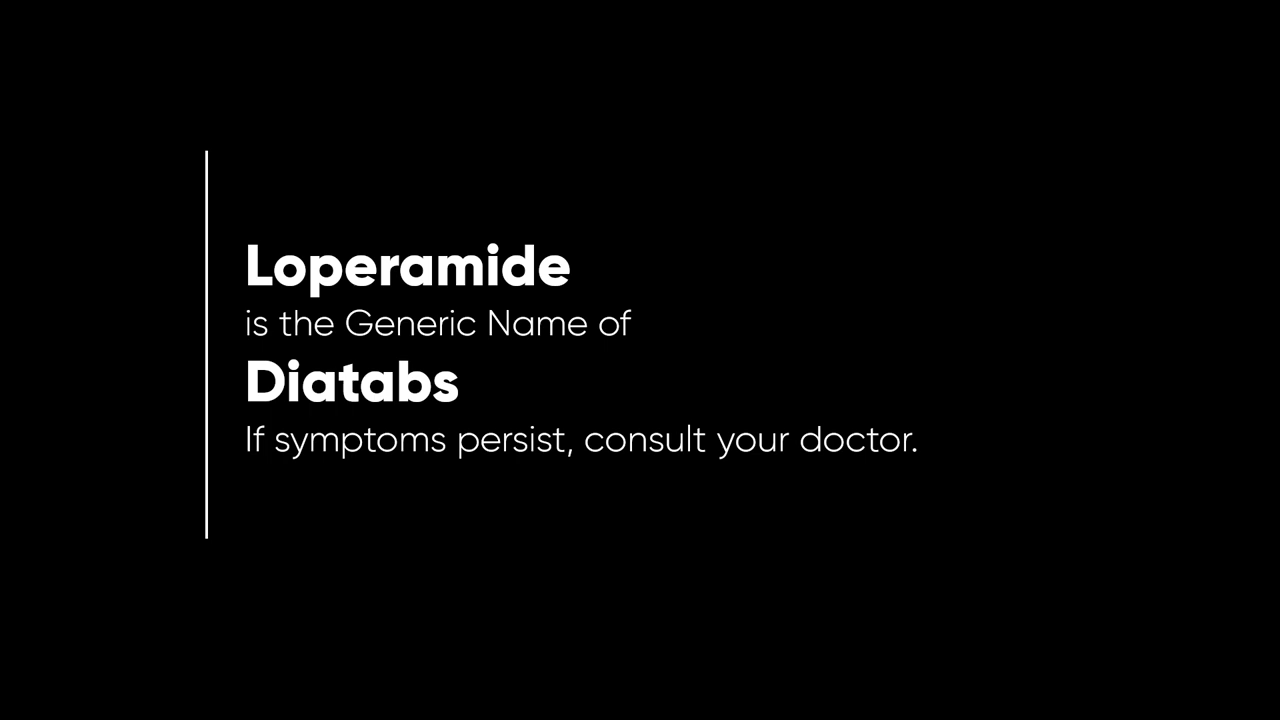 Loperamide
is the Generic Name of
Diatabs
If symptoms persist, consult your doctor.